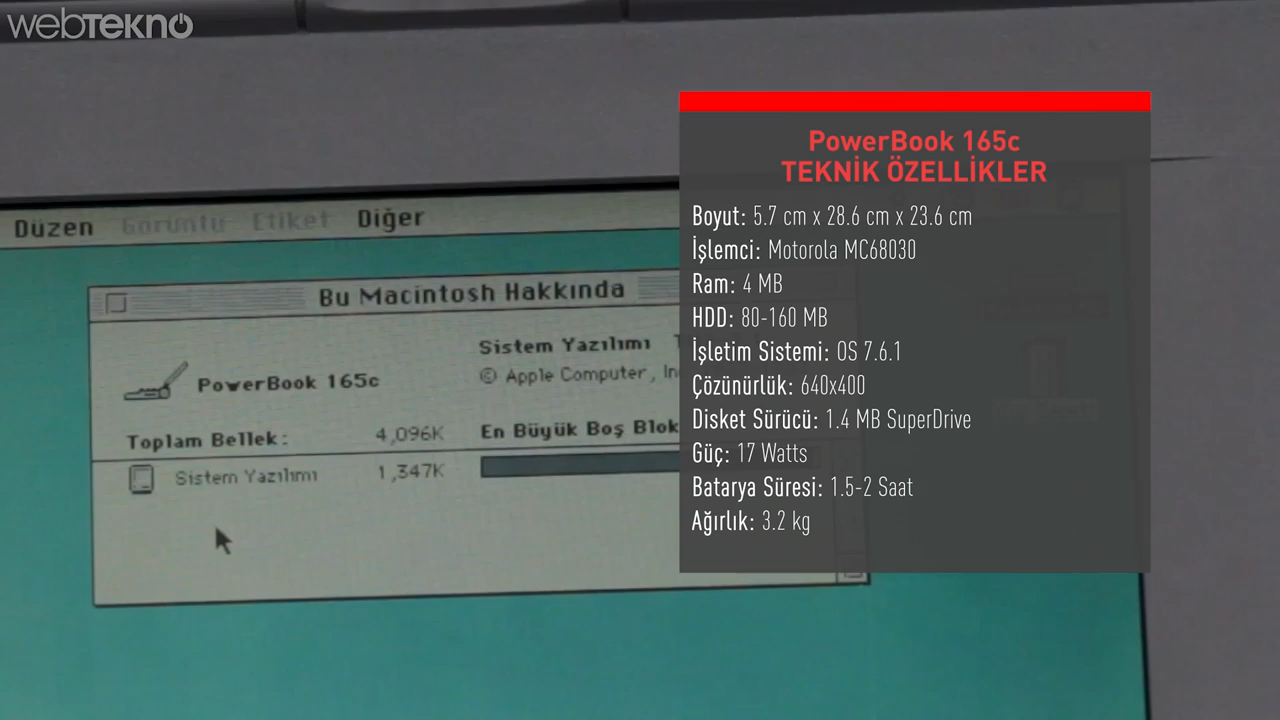 webTEKNO
PowerBook 165c
TEKNİK ÖZELLİKLER
Boyut: 5.7 cm x 28.6 cm x 23.6 cm
İşlemci: Motorola MC68030
Ram: 4 MB
HDD: 80-160 MB
İşletim Sistemi: OS 7.6.1
Çözünürlük: 640x400
Disket Sürücü: 1.4 MB SuperDrive
Güç: 17 Watts
Batarya Süresi: 1.5-2 Saat
Ağırlık: 3.2 kg
Düzen Görüntü Etiket Diğer
Bu Macintosh Hakkında
Sistem Yazılımı
PowerBook 165c
© Apple Computer, In
Toplam Bellek: 4,096K En Büyük Boş Blok
Sistem Yazılımı 1,347K